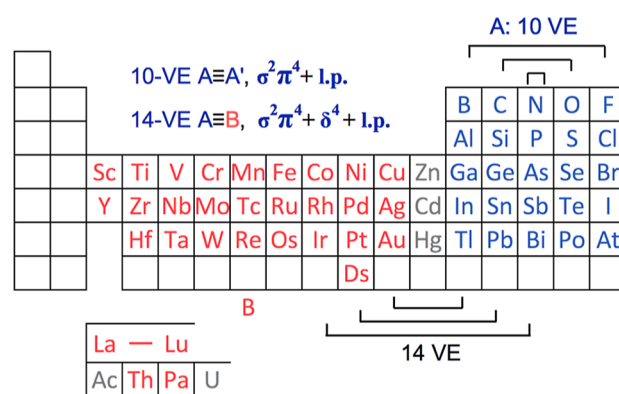 A: 10 VE
10-VE A≡A', σ²π⁴+ l.p.
14-VE A≡B, σ²π⁴+ δ⁴ + l.p.
B C N O F
Al Si P S Cl
Sc Ti V Cr Mn Fe Co Ni Cu Zn Ga Ge As Se Br
Y Zr Nb Mo Tc Ru Rh Pd Ag Cd In Sn Sb Te I
Hf Ta W Re Os Ir Pt Au Hg Tl Pb Bi Po At
Ds
B
La — Lu
14 VE
Ac Th Pa U